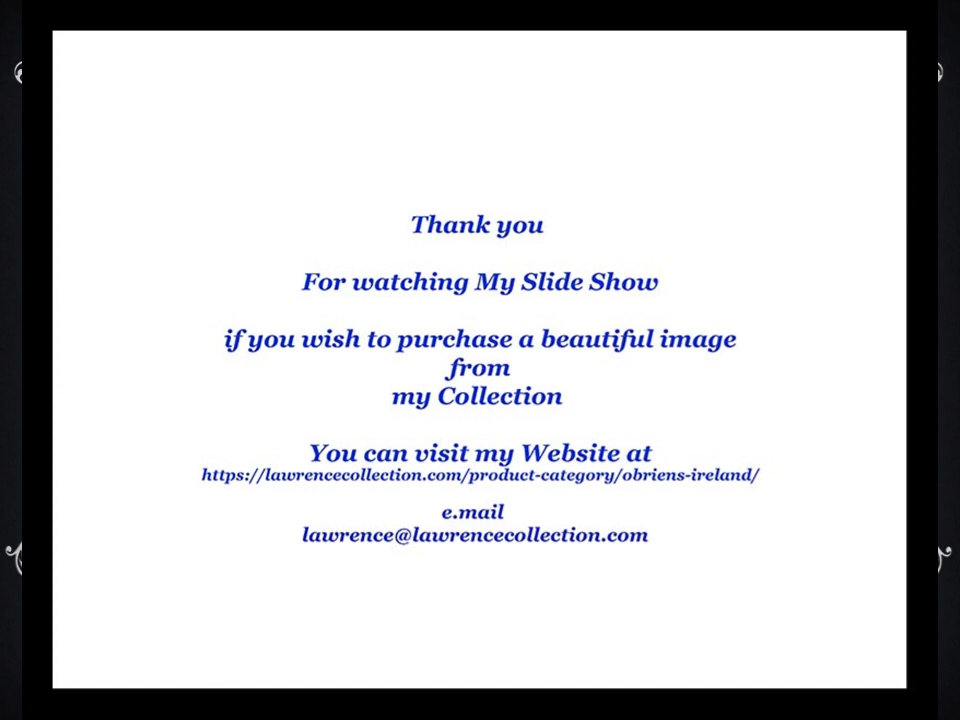 Thank you
For watching My Slide Show
if you wish to purchase a beautiful image
from
my Collection
You can visit my Website at
https://lawrencecollection.com/product-category/obriens-ireland/
e.mail
lawrence@lawrencecollection.com